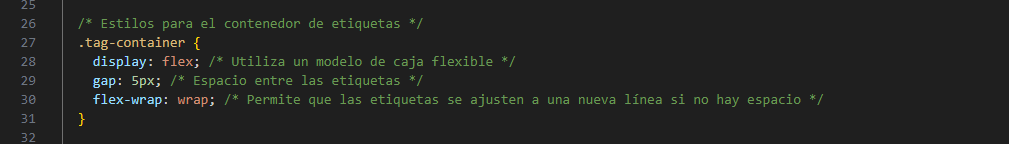 25
26 /* Estilos para el contenedor de etiquetas */
27 .tag-container {
28 display: flex; /* Utiliza un modelo de caja flexible */
29 gap: 5px; /* Espacio entre las etiquetas */
30 flex-wrap: wrap; /* Permite que las etiquetas se ajusten a una nueva línea si no hay espacio */
31 }
32